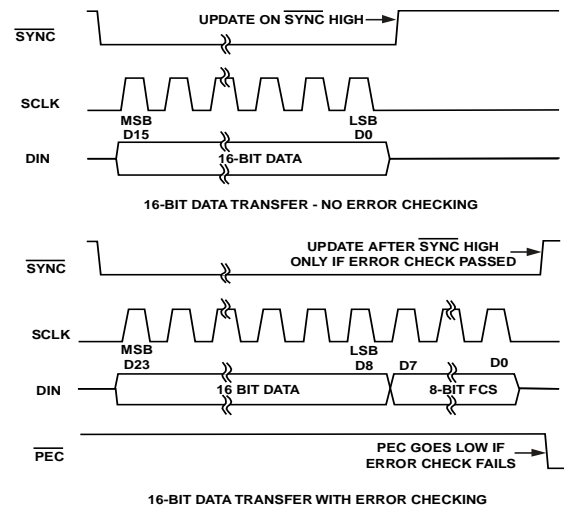 UPDATE ON SYNC HIGH
SYNC
SCLK
MSB
D15
LSB
D0
DIN
16-BIT DATA
16-BIT DATA TRANSFER - NO ERROR CHECKING
UPDATE AFTER SYNC HIGH
ONLY IF ERROR CHECK PASSED
SYNC
SCLK
MSB
D23
LSB
D8
D7
D0
DIN
16 BIT DATA
8-BIT FCS
PEC
PEC GOES LOW IF
ERROR CHECK FAILS
16-BIT DATA TRANSFER WITH ERROR CHECKING